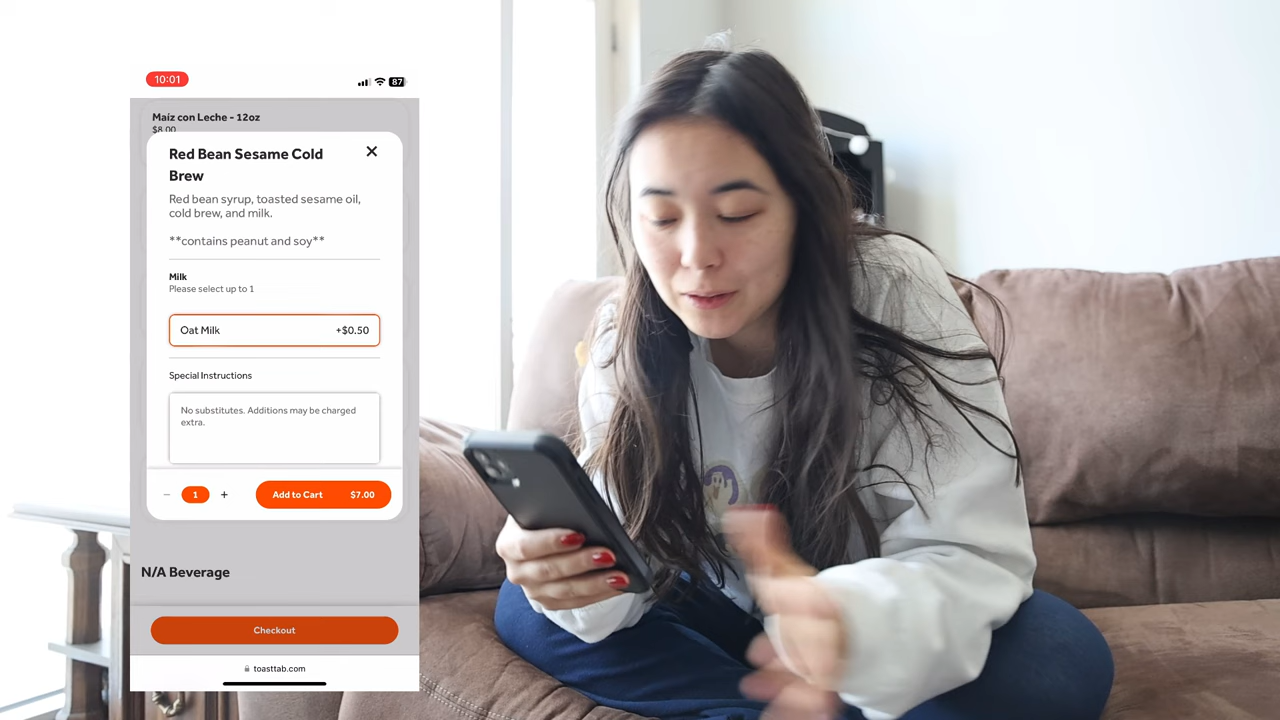 10:01
87
Maíz con Leche - 12oz
$8.00
Red Bean Sesame Cold
Brew
Red bean syrup, toasted sesame oil,
cold brew, and milk.
**contains peanut and soy**
Milk
Please select up to 1
Oat Milk +$0.50
Special Instructions
No substitutes. Additions may be charged
extra.
1 + Add to Cart $7.00
N/A Beverage
Checkout
toasttab.com